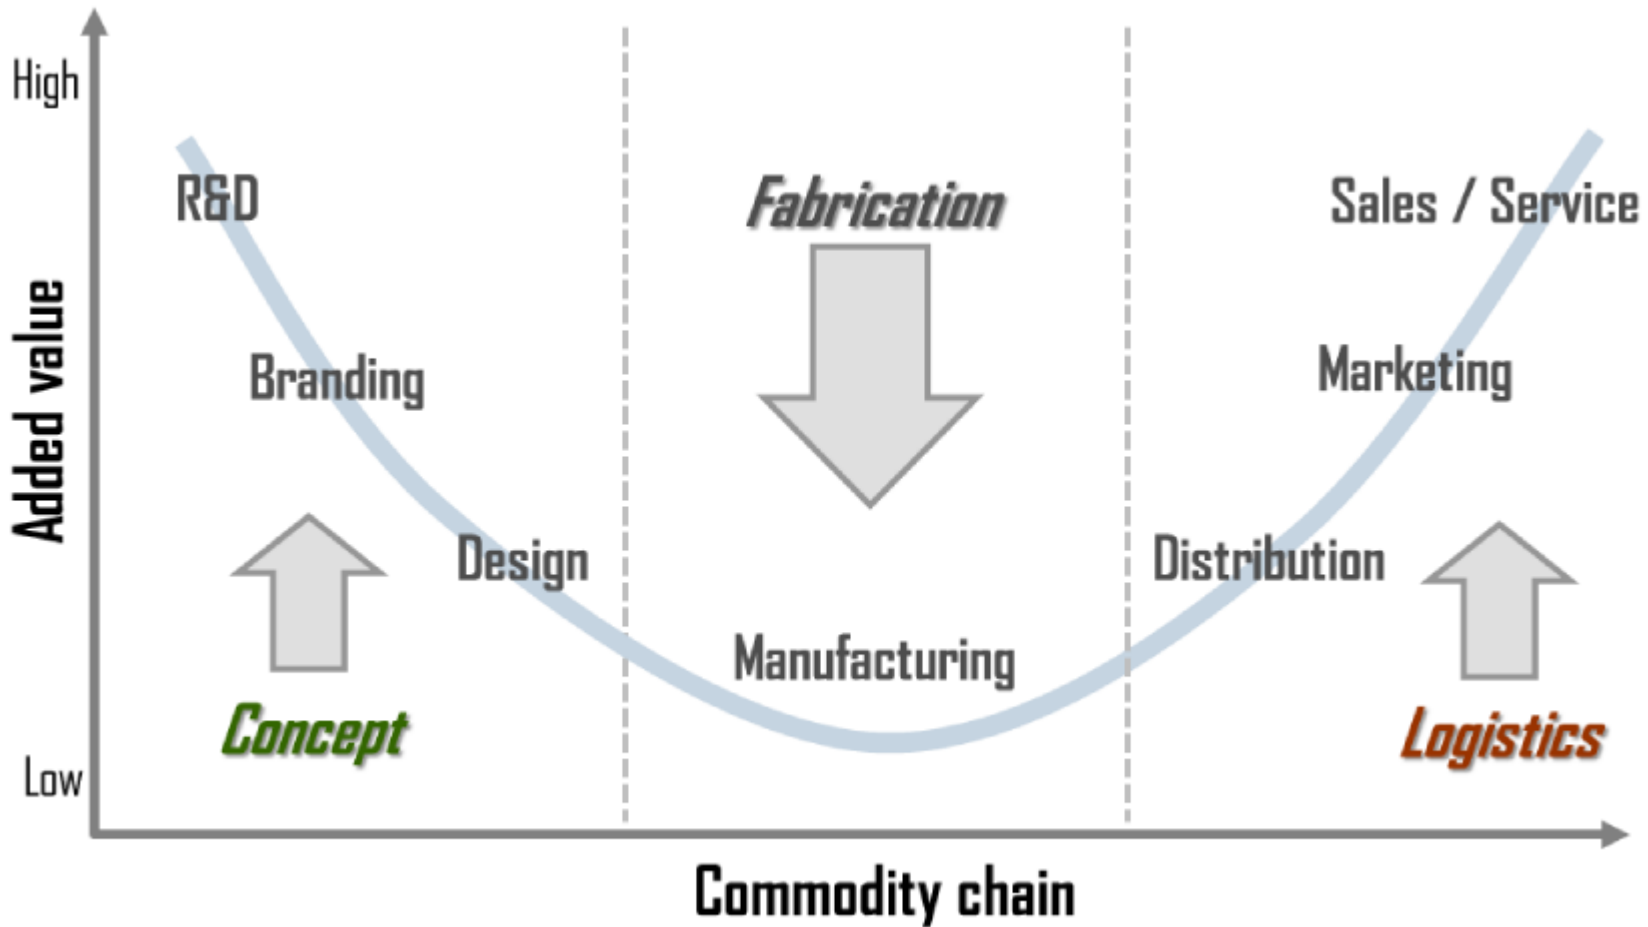 High
R&D
Fabrication
Sales / Service
Branding
Marketing
Added value
Design
Distribution
Manufacturing
Concept
Logistics
Low
Commodity chain